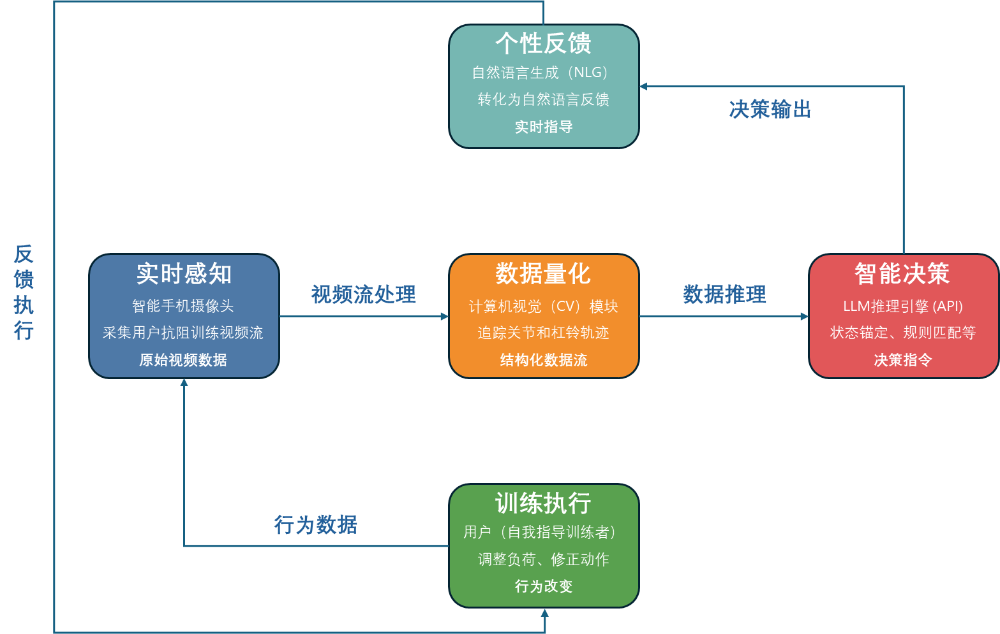 个性反馈
自然语言生成（NLG）
转化为自然语言反馈
实时指导
决策输出
反馈执行
实时感知
智能手机摄像头
采集用户抗阻训练视频流
原始视频数据
视频流处理
数据量化
计算机视觉（CV）模块
追踪关节和杠铃轨迹
结构化数据流
数据推理
智能决策
LLM推理引擎 (API)
状态锚定、规则匹配等
决策指令
行为数据
训练执行
用户（自我指导训练者）
调整负荷、修正动作
行为改变